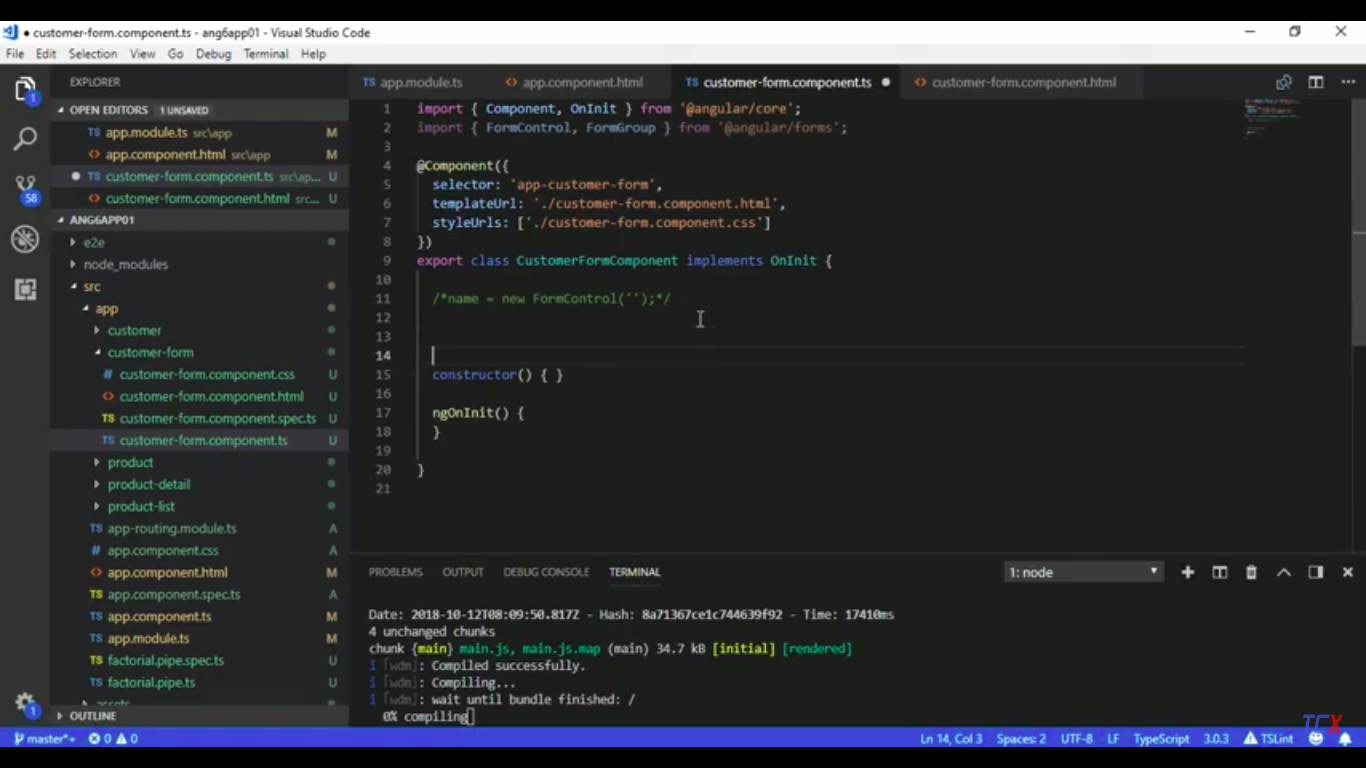 customer-form.component.ts - ang6app01 - Visual Studio Code
File Edit Selection View Go Debug Terminal Help
EXPLORER
OPEN EDITORS 1 UNSAVED
TS app.module.ts src\app M
<> app.component.html src\app M
TS customer-form.component.ts src\ap... U
<> customer-form.component.html src... U
ANG6APP01
e2e
node_modules
src
app
customer
customer-form
# customer-form.component.css U
<> customer-form.component.html U
TS customer-form.component.spec.ts U
TS customer-form.component.ts U
product
product-detail
product-list
TS app-routing.module.ts A
# app.component.css A
<> app.component.html M
TS app.component.spec.ts A
TS app.component.ts M
TS app.module.ts M
TS factorial.pipe.spec.ts U
TS factorial.pipe.ts U
assets
OUTLINE
1
58
1
TS app.module.ts <> app.component.html TS customer-form.component.ts <> customer-form.component.html
1 import { Component, OnInit } from '@angular/core';
2 import { FormControl, FormGroup } from '@angular/forms';
3
4 @Component({
5 selector: 'app-customer-form',
6 templateUrl: './customer-form.component.html',
7 styleUrls: ['./customer-form.component.css']
8 })
9 export class CustomerFormComponent implements OnInit {
10
11 /*name = new FormControl('');*/
12
13
14
15 constructor() { }
16
17 ngOnInit() {
18 }
19
20 }
21
PROBLEMS OUTPUT DEBUG CONSOLE TERMINAL 1: node
Date: 2018-10-12T08:09:50.817Z - Hash: 8a71367ce1c744639f92 - Time: 17410ms
4 unchanged chunks
chunk {main} main.js, main.js.map (main) 34.7 kB [initial] [rendered]
i ｢wdm｣: Compiled successfully.
i ｢wdm｣: Compiling...
i ｢wdm｣: wait until bundle finished: /
0% compiling
TCX
master*+ 0 0 Ln 14, Col 3 Spaces: 2 UTF-8 LF TypeScript 3.0.3 TSLint